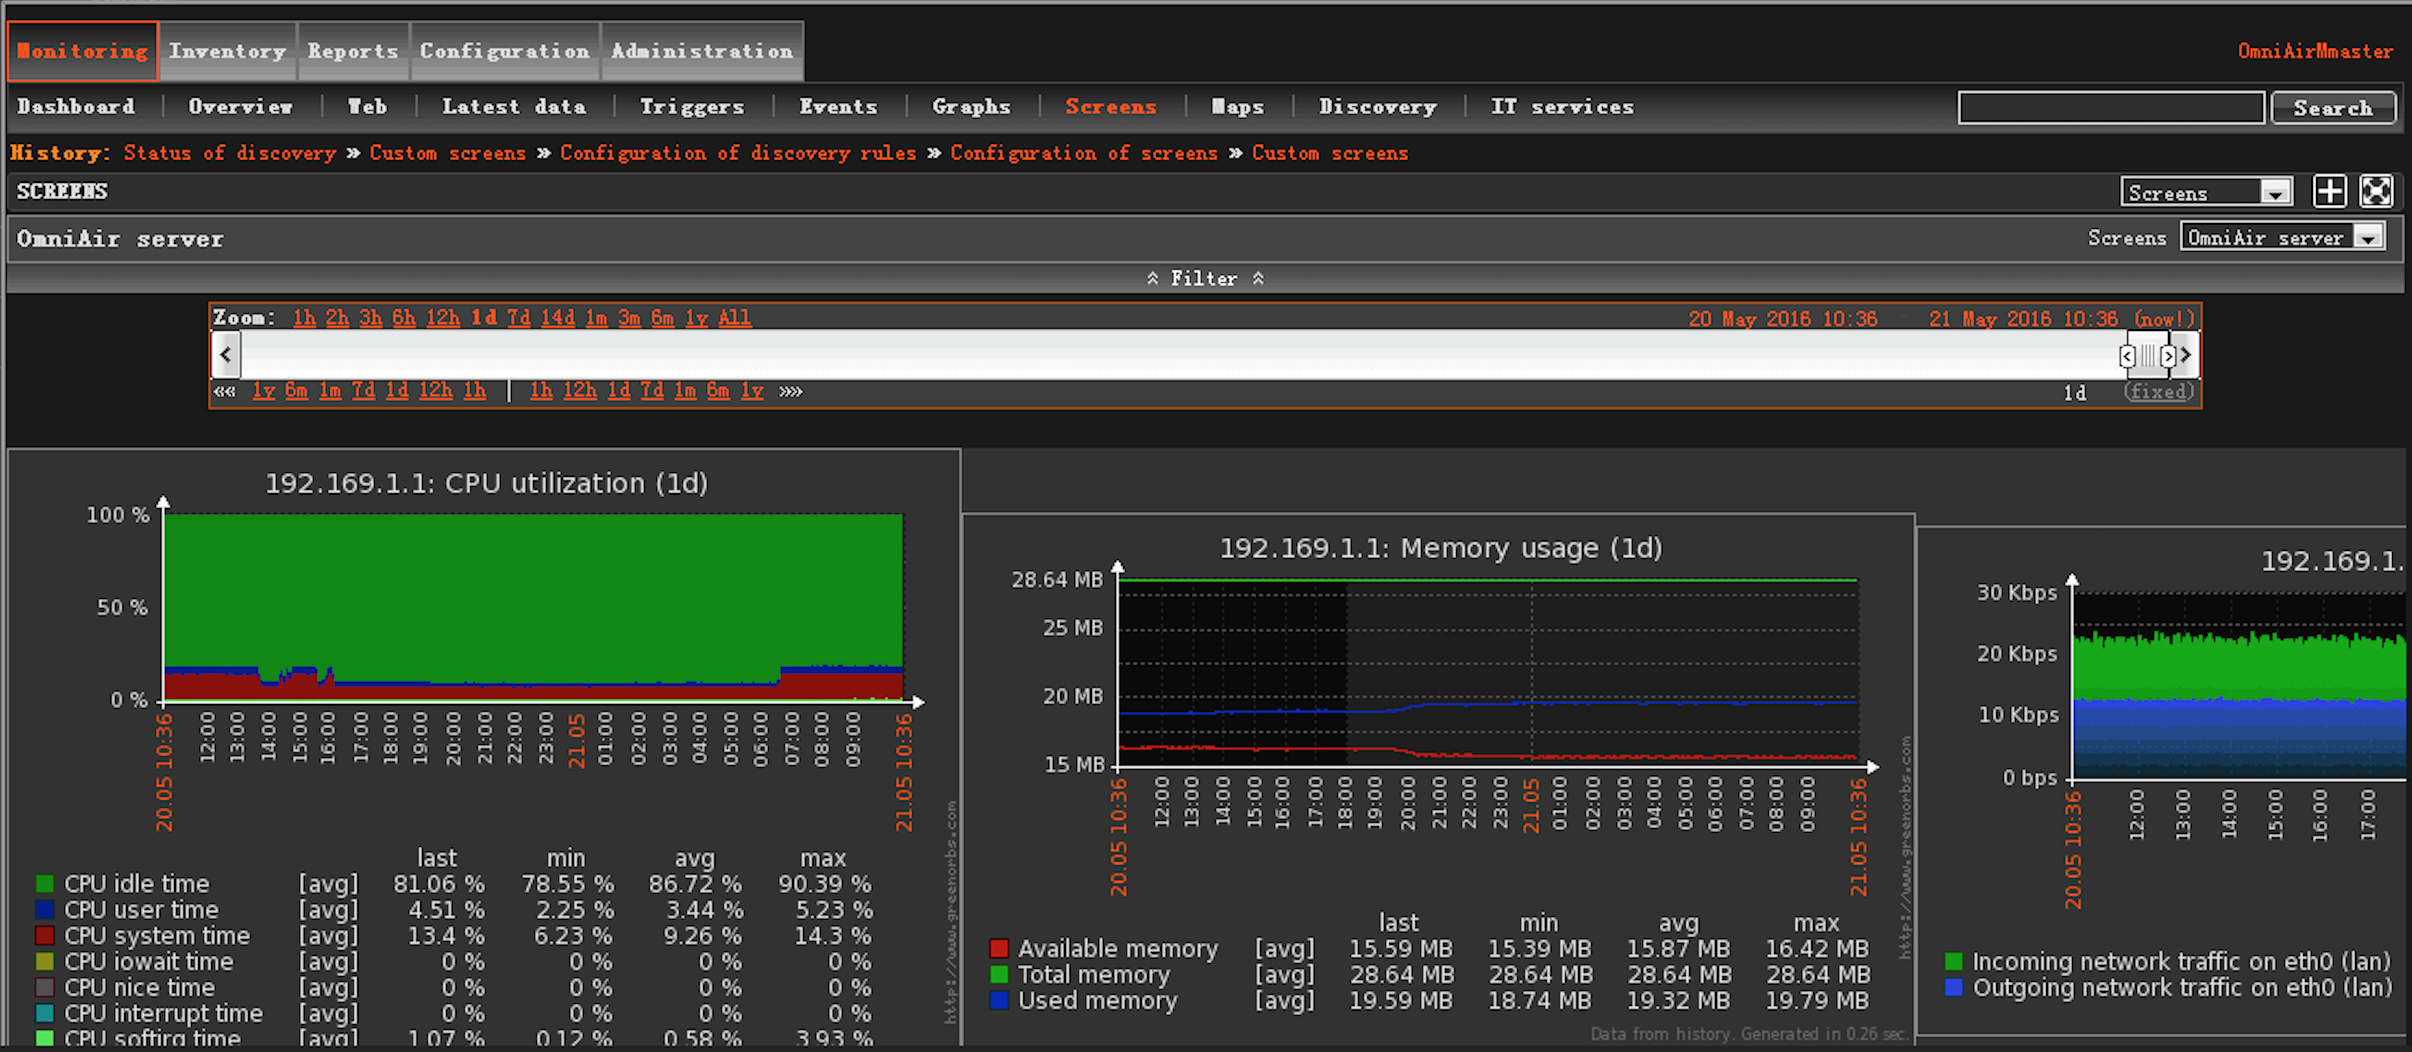 Monitoring Inventory Reports Configuration Administration
OmniAirMmaster
Dashboard | Overview | Web | Latest data | Triggers | Events | Graphs | Screens | Maps | Discovery | IT services
Search
History: Status of discovery » Custom screens » Configuration of discovery rules » Configuration of screens » Custom screens
SCREENS
Screens
OmniAir server
Screens OmniAir server
Filter
Zoom: 1h 2h 3h 6h 12h 1d 7d 14d 1m 3m 6m 1y All
20 May 2016 10:36 - 21 May 2016 10:36 (now!)
«« 1y 6m 1m 7d 1d 12h 1h | 1h 12h 1d 7d 1m 6m 1y »»
1d (fixed)
192.169.1.1: CPU utilization (1d)
100 %
50 %
0 %
20.05 10:36 12:00 13:00 14:00 15:00 16:00 17:00 18:00 19:00 20:00 21:00 22:00 23:00 21.05 01:00 02:00 03:00 04:00 05:00 06:00 07:00 08:00 09:00 21.05 10:36
last min avg max
CPU idle time [avg] 81.06 % 78.55 % 86.72 % 90.39 %
CPU user time [avg] 4.51 % 2.25 % 3.44 % 5.23 %
CPU system time [avg] 13.4 % 6.23 % 9.26 % 14.3 %
CPU iowait time [avg] 0 % 0 % 0 % 0 %
CPU nice time [avg] 0 % 0 % 0 % 0 %
CPU interrupt time [avg] 0 % 0 % 0 % 0 %
CPU softirq time [avg] 1.07 % 0.12 % 0.58 % 3.93 %
http://www.greenorbs.com
192.169.1.1: Memory usage (1d)
28.64 MB
25 MB
20 MB
15 MB
20.05 10:36 12:00 13:00 14:00 15:00 16:00 17:00 18:00 19:00 20:00 21:00 22:00 23:00 21.05 01:00 02:00 03:00 04:00 05:00 06:00 07:00 08:00 09:00 21.05 10:36
last min avg max
Available memory [avg] 15.59 MB 15.39 MB 15.87 MB 16.42 MB
Total memory [avg] 28.64 MB 28.64 MB 28.64 MB 28.64 MB
Used memory [avg] 19.59 MB 18.74 MB 19.32 MB 19.79 MB
Data from history. Generated in 0.26 sec.
http://www.greenorbs.com
192.169.1.
30 Kbps
20 Kbps
10 Kbps
0 bps
20.05 10:36 12:00 13:00 14:00 15:00 16:00 17:00
Incoming network traffic on eth0 (lan)
Outgoing network traffic on eth0 (lan)